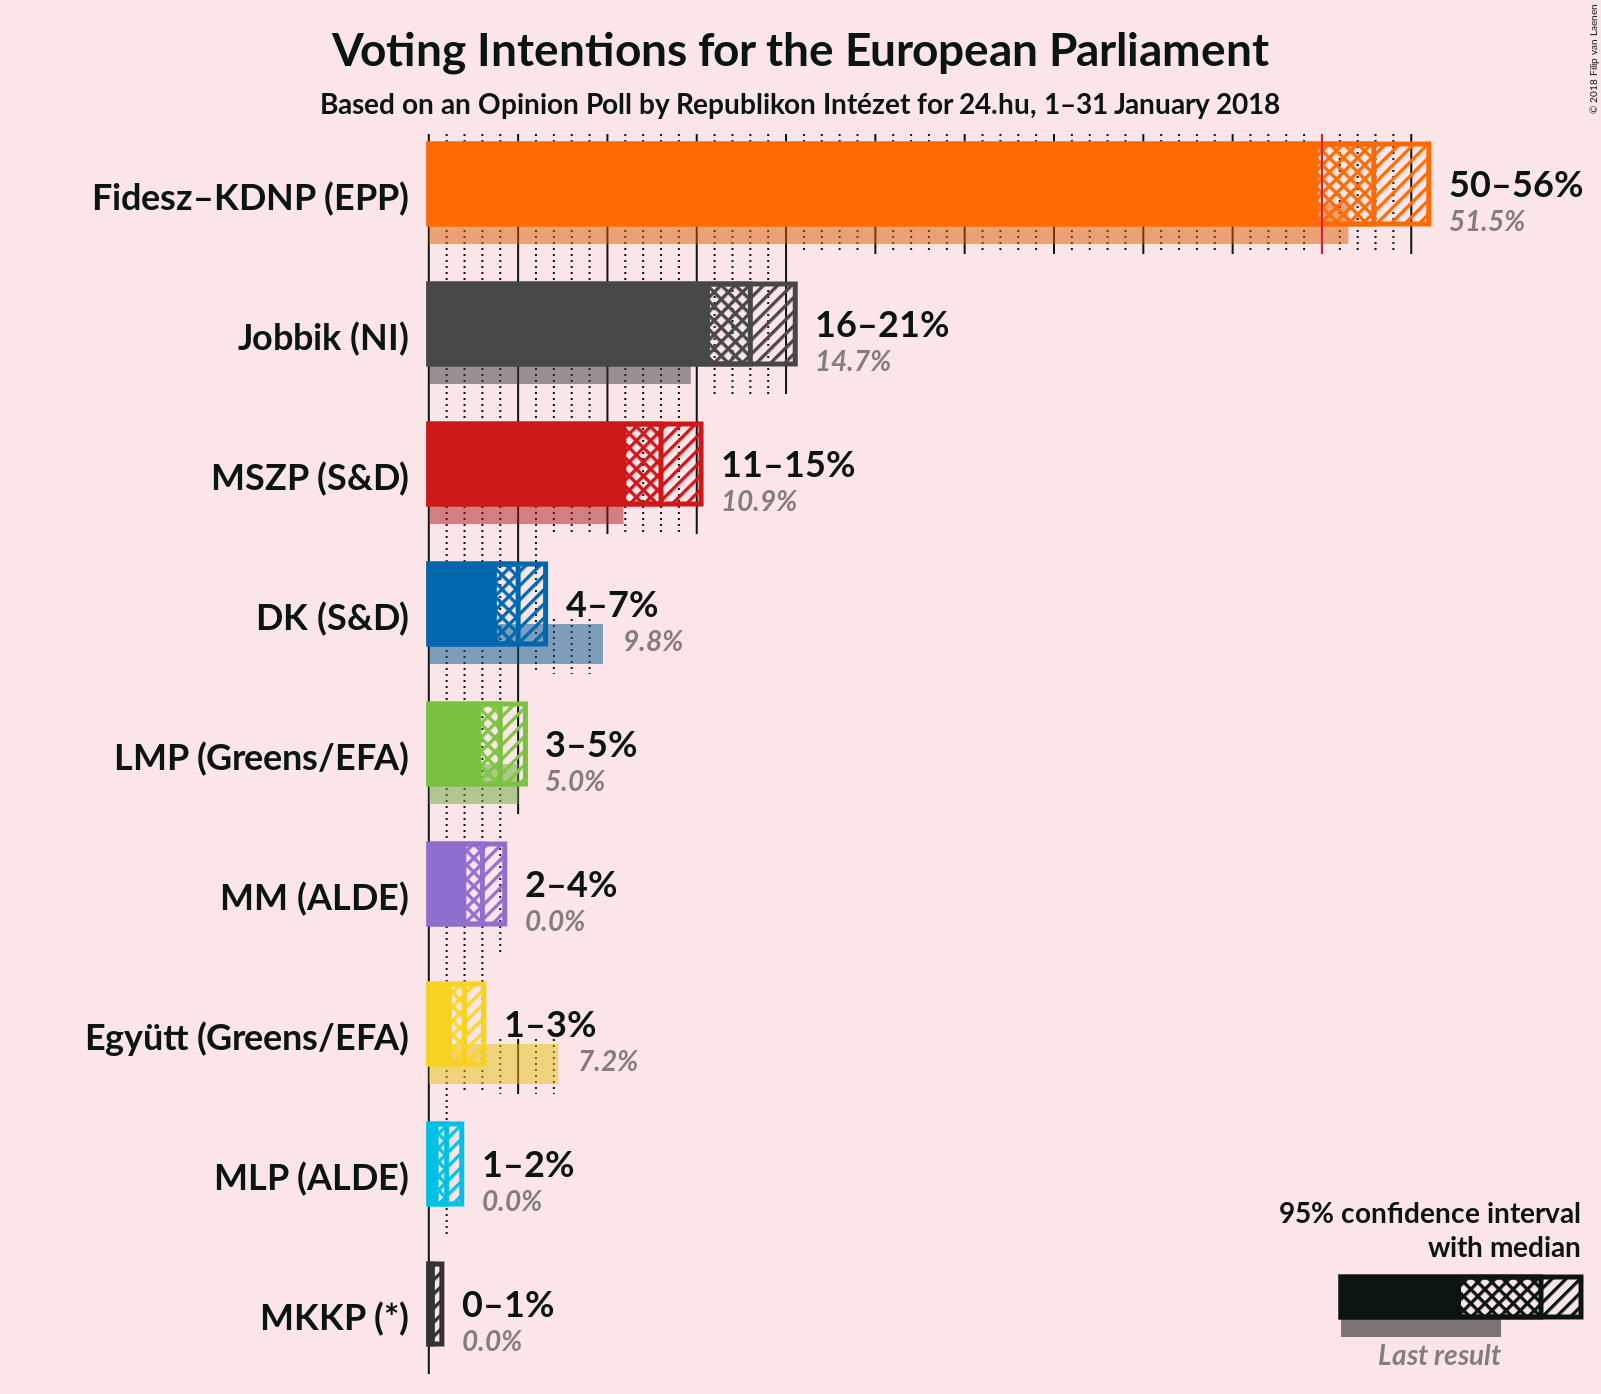 Voting Intentions for the European Parliament
Based on an Opinion Poll by Republikon Intézet for 24.hu, 1–31 January 2018
© 2018 Filip van Laenen
Fidesz–KDNP (EPP)
50–56%
51.5%
Jobbik (NI)
16–21%
14.7%
MSZP (S&D)
11–15%
10.9%
DK (S&D)
4–7%
9.8%
LMP (Greens/EFA)
3–5%
5.0%
MM (ALDE)
2–4%
0.0%
Együtt (Greens/EFA)
1–3%
7.2%
MLP (ALDE)
1–2%
0.0%
MKKP (*)
0–1%
0.0%
95% confidence interval
with median
Last result